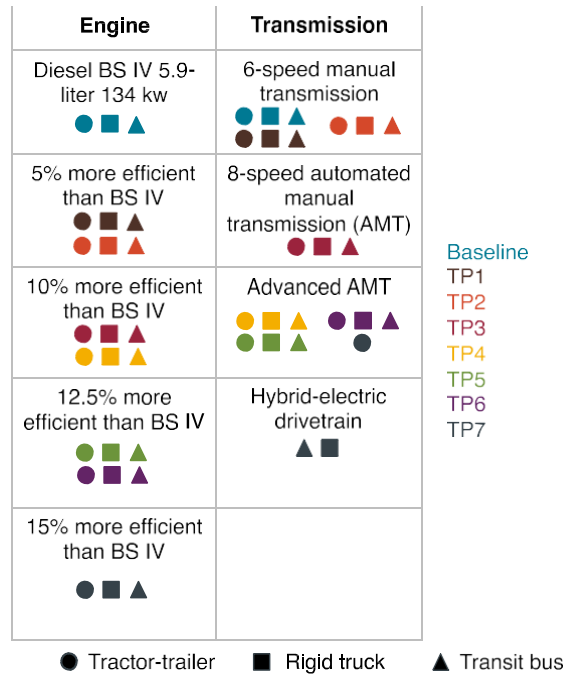 Engine
Transmission
Diesel BS IV 5.9-
liter 134 kw
6-speed manual
transmission
5% more efficient
than BS IV
8-speed automated
manual
transmission (AMT)
10% more efficient
than BS IV
Advanced AMT
12.5% more
efficient than BS IV
Hybrid-electric
drivetrain
15% more efficient
than BS IV
Baseline
TP1
TP2
TP3
TP4
TP5
TP6
TP7
Tractor-trailer
Rigid truck
Transit bus